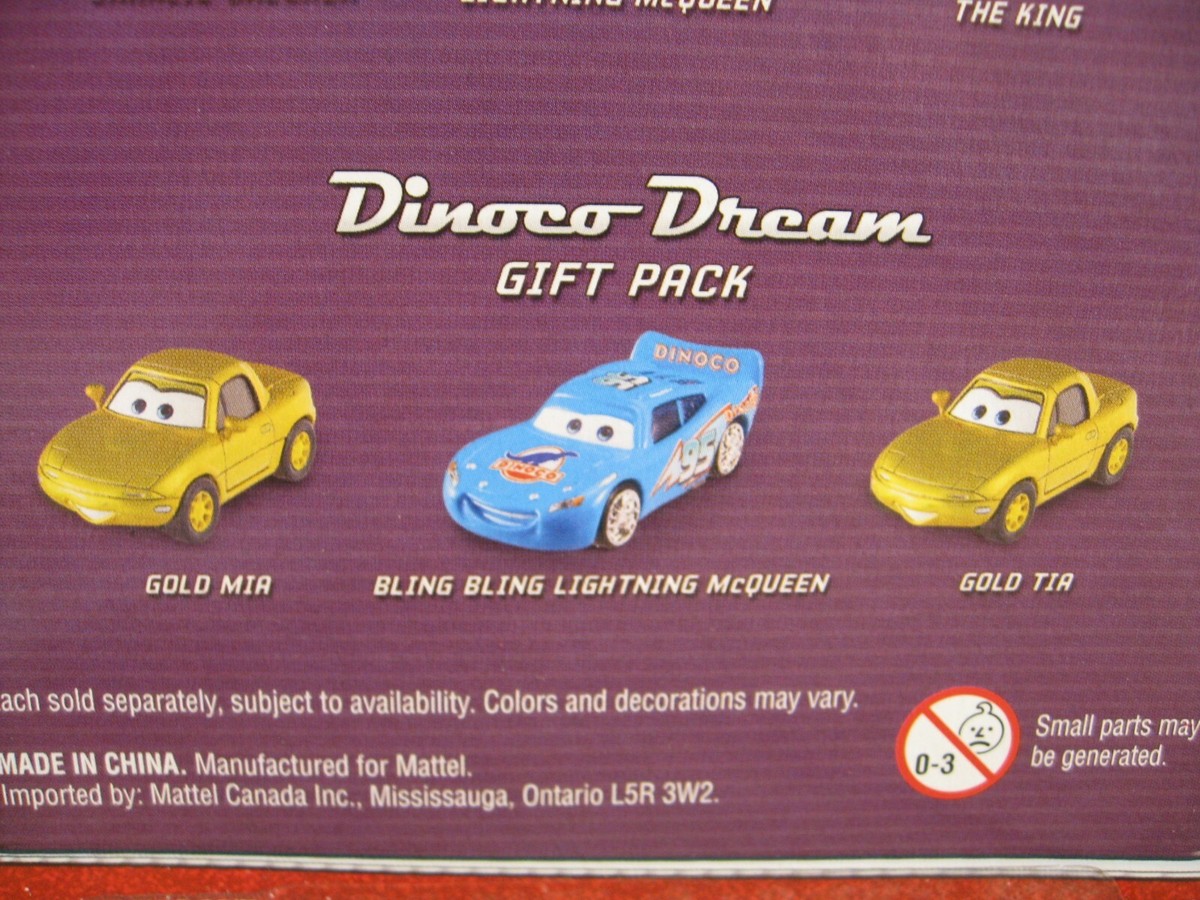 LIGHTNING McQUEEN
THE KING
Dinoco Dream
GIFT PACK
DINOCO
DINOCO
95
GOLD MIA
BLING BLING LIGHTNING McQUEEN
GOLD TIA
ach sold separately, subject to availability. Colors and decorations may vary.
MADE IN CHINA. Manufactured for Mattel.
Imported by: Mattel Canada Inc., Mississauga, Ontario L5R 3W2.
0-3
Small parts may
be generated.